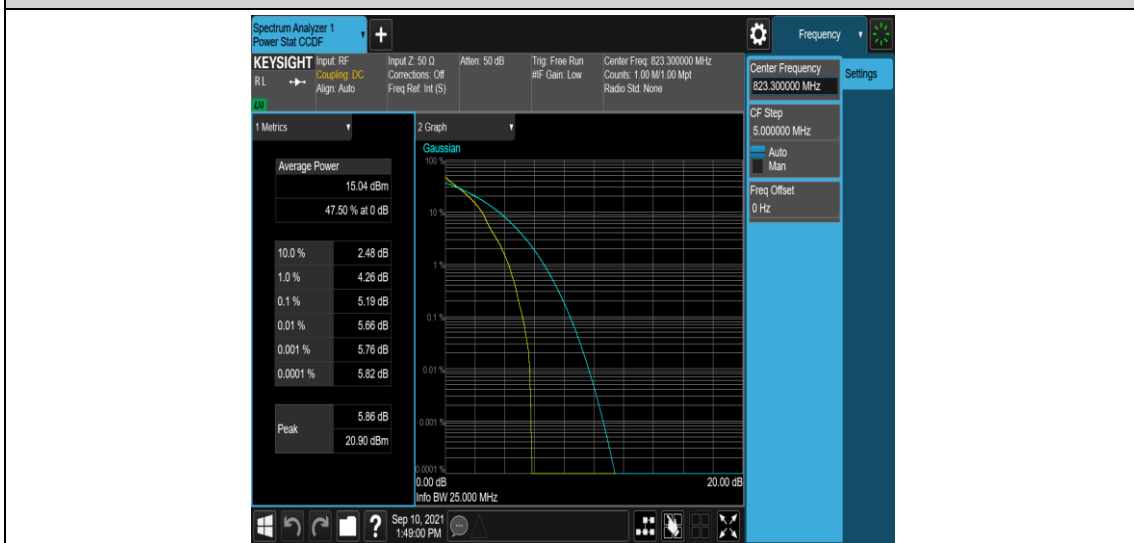 Spectrum Analyzer 1
Power Stat CCDF
+
Frequency
KEYSIGHT
RL
LXI
Input: RF
Coupling: DC
Align: Auto
Input Z: 50 Ω
Corrections: Off
Freq Ref: Int (S)
Atten: 50 dB
Trig: Free Run
#IF Gain: Low
Center Freq: 823.300000 MHz
Counts: 1.00 M/1.00 Mpt
Radio Std: None
Center Frequency
823.300000 MHz
Settings
CF Step
5.000000 MHz
Auto
Man
Freq Offset
0 Hz
1 Metrics
Average Power
15.04 dBm
47.50 % at 0 dB
10.0 % 2.48 dB
1.0 % 4.26 dB
0.1 % 5.19 dB
0.01 % 5.66 dB
0.001 % 5.76 dB
0.0001 % 5.82 dB
Peak 5.86 dB
20.90 dBm
2 Graph
Gaussian
100 %
10 %
1 %
0.1 %
0.01 %
0.001 %
0.0001 %
0.00 dB 20.00 dB
Info BW 25.000 MHz
?
Sep 10, 2021
1:49:00 PM